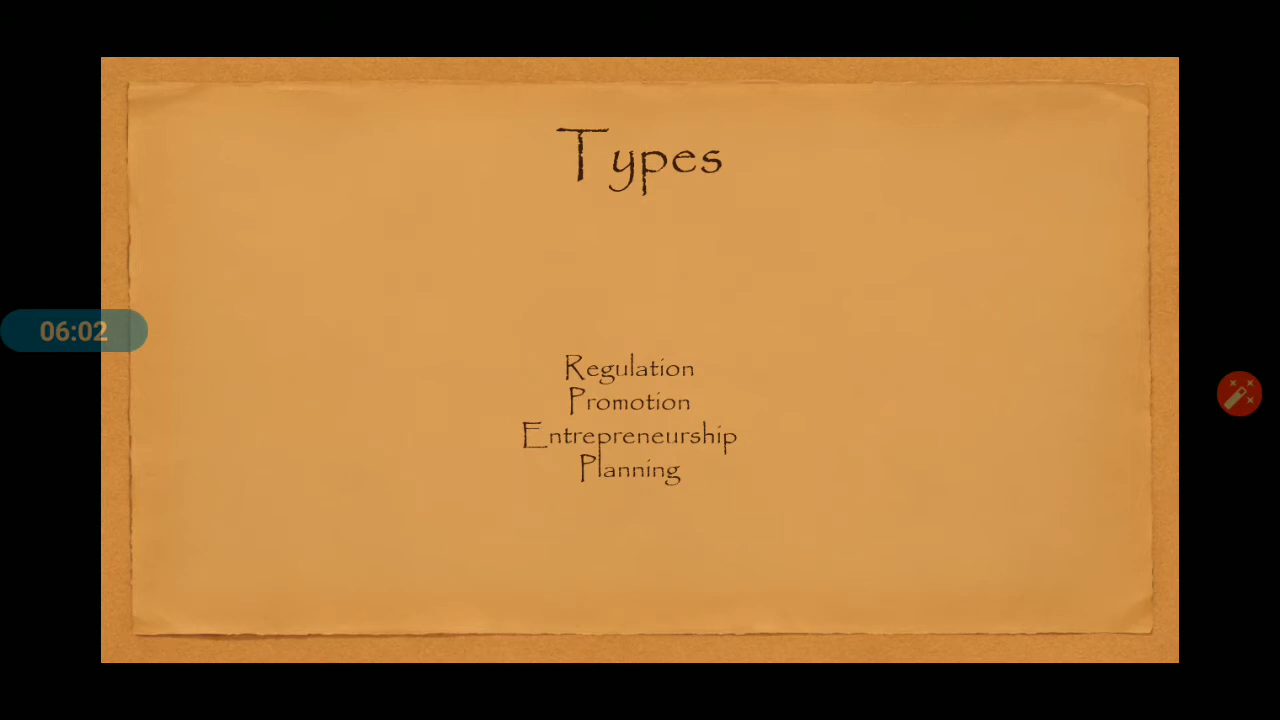 Types
06:02
Regulation
Promotion
Entrepreneurship
Planning